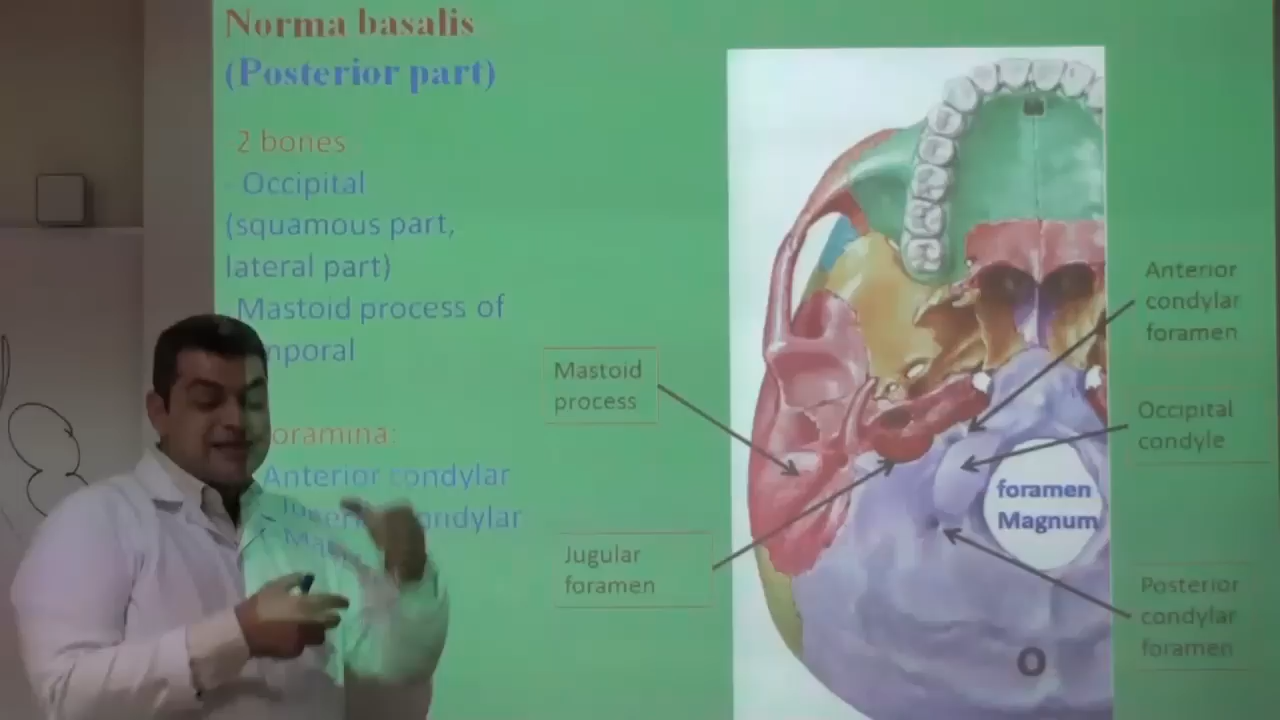 Norma basalis
(Posterior part)
2 bones
- Occipital
(squamous part,
lateral part)
Mastoid process of
mporal
oramina:
Anterior condylar
ndylar
Mastoid
process
Jugular
foramen
Anterior
condylar
foramen
Occipital
condyle
foramen
Magnum
Posterior
condylar
foramen
O